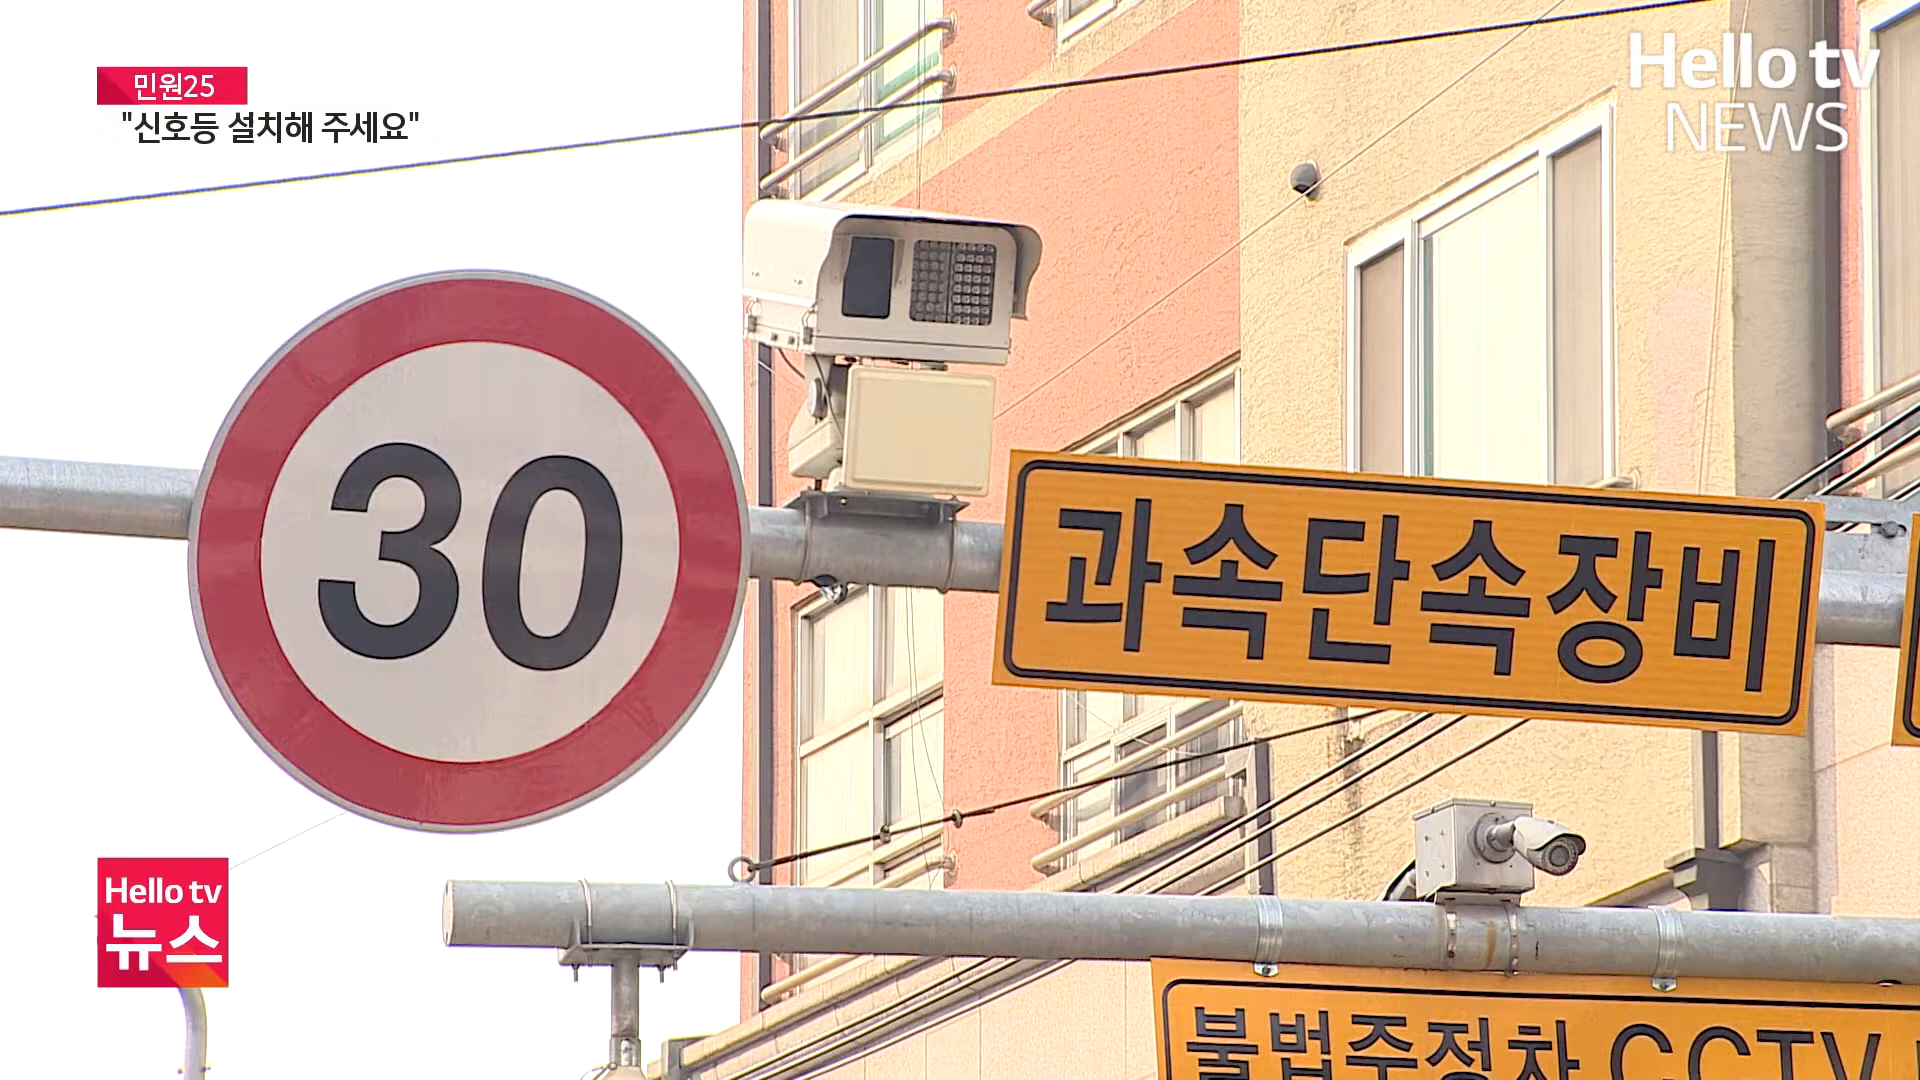 민원25
"신호등 설치해 주세요"
Hello tv
NEWS
30
과속단속장비
Hello tv
뉴스
불법주정차 CCTV